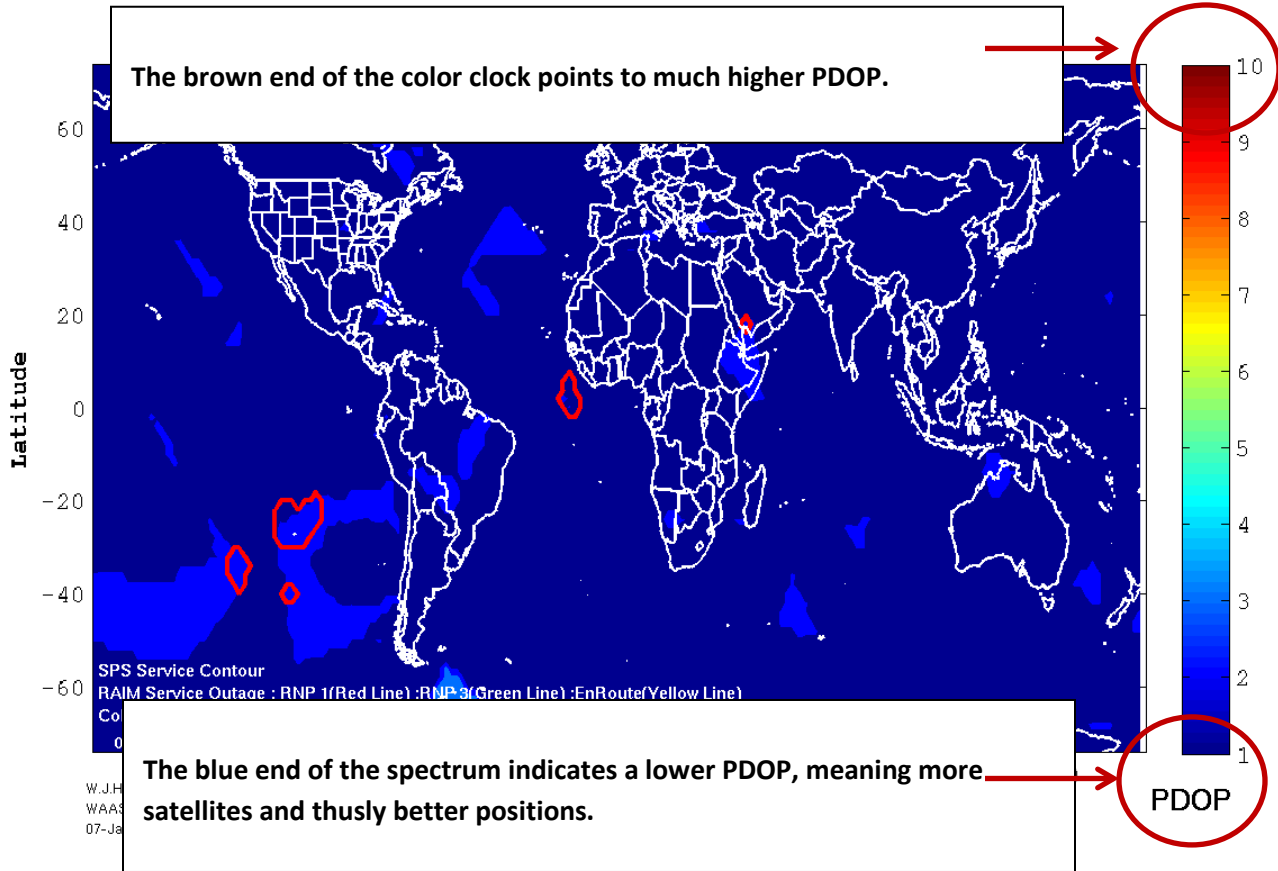 The brown end of the color clock points to much higher PDOP.
10
9
8
7
6
5
4
3
2
1
PDOP
Latitude
60
40
20
0
-20
-40
-60
SPS Service Contour
RAIM Service Outage : RNP 1(Red Line) :RNP 3(Green Line) :EnRoute(Yellow Line)
The blue end of the spectrum indicates a lower PDOP, meaning more
satellites and thusly better positions.
W.J.H
WAAS
07-Ja